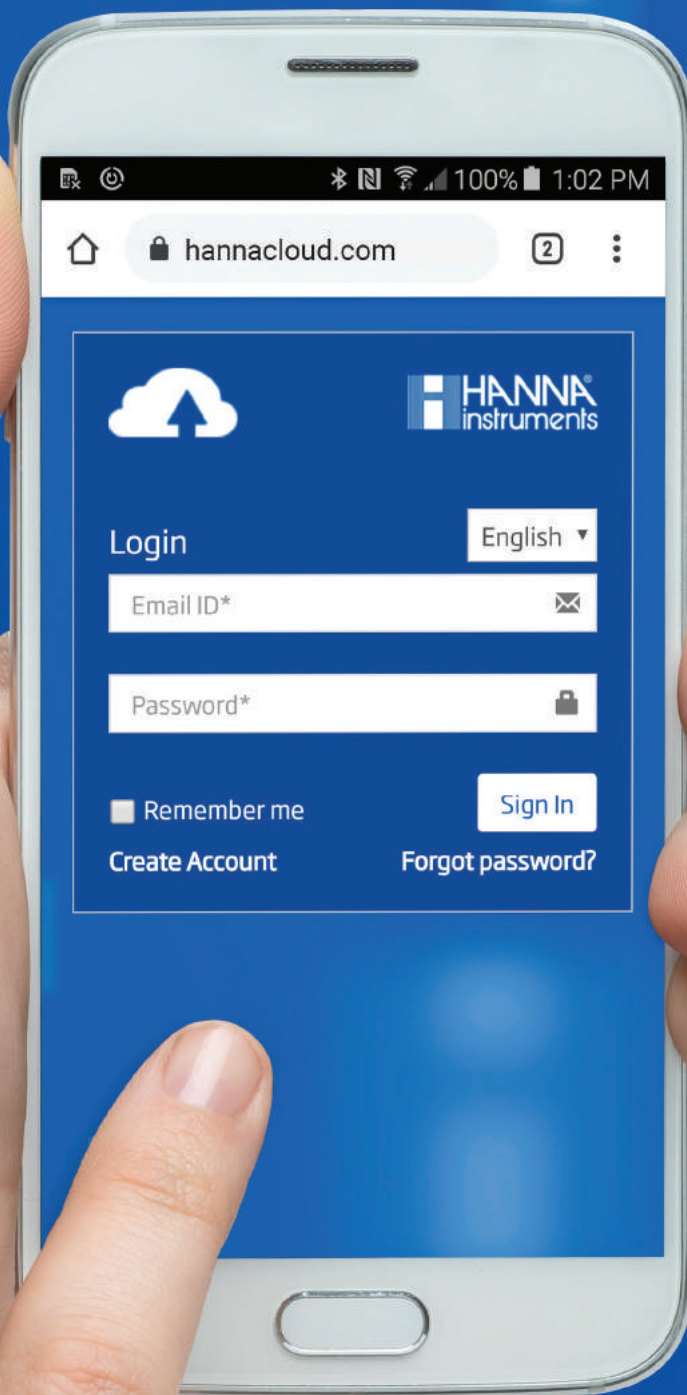 100% 1:02 PM
hannacloud.com
2
HANNA®
instruments
Login
English
Email ID*
Password*
Remember me
Sign In
Create Account
Forgot password?